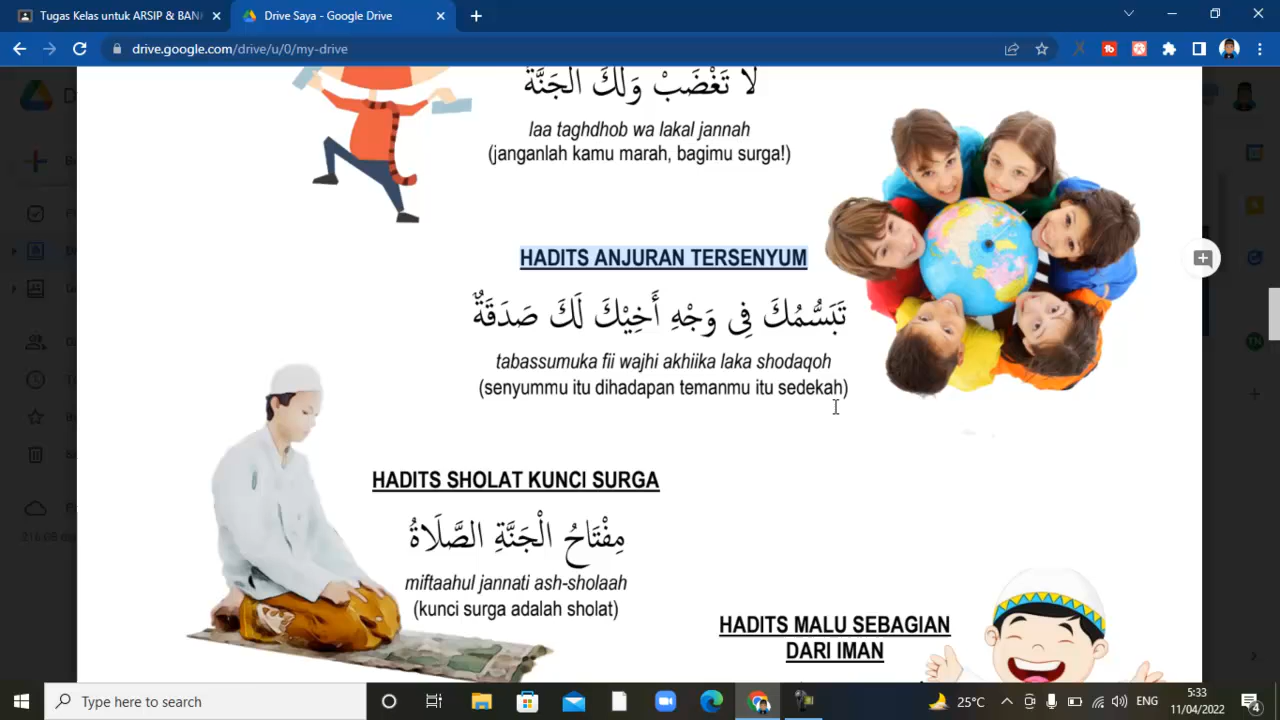 Tugas Kelas untuk ARSIP & BAN
Drive Saya - Google Drive
drive.google.com/drive/u/0/my-drive
لَا تَغْضَبْ وَلَكَ الْجَنَّةُ
laa taghdhob wa lakal jannah
(janganlah kamu marah, bagimu surga!)
HADITS ANJURAN TERSENYUM
تَبَسُّمُكَ فِى وَجْهِ أَخِيْكَ لَكَ صَدَقَةٌ
tabassumuka fii wajhi akhiika laka shodaqoh
(senyummu itu dihadapan temanmu itu sedekah)
HADITS SHOLAT KUNCI SURGA
مِفْتَاحُ الْجَنَّةِ الصَّلَاةُ
miftaahul jannati ash-sholaah
(kunci surga adalah sholat)
HADITS MALU SEBAGIAN
DARI IMAN
Type here to search
25°C
ENG
5:33
11/04/2022
4